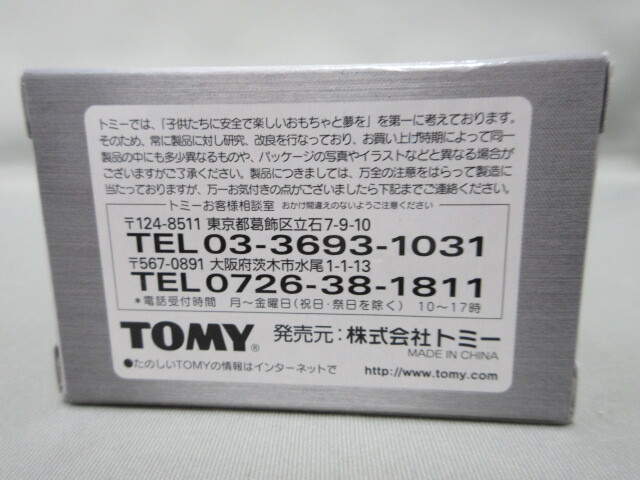 トミーでは、「子供たちに安全で楽しいおもちゃと夢を」を第一に考えております。
そのため、常に製品に対し研究、改良を行なっており、お買い上げ時期によって同一
製品の中にも多少異なるものや、パッケージの写真やイラストなどと異なる場合が
ございますがご了承ください。製品につきましては、万全の注意をはらって製造に
当たっておりますが、万一お気付きの点がございましたら下記までご連絡ください。
トミーお客様相談室 おかけ間違えのないようご注意ください
〒124-8511 東京都葛飾区立石7-9-10
TEL 03-3693-1031
〒567-0891 大阪府茨木市水尾1-1-13
TEL 0726-38-1811
＊電話受付時間 月〜金曜日(祝日・祭日を除く) 10〜17時
TOMY® 発売元：株式会社トミー
MADE IN CHINA
●たのしいTOMYの情報はインターネットで http://www.tomy.com